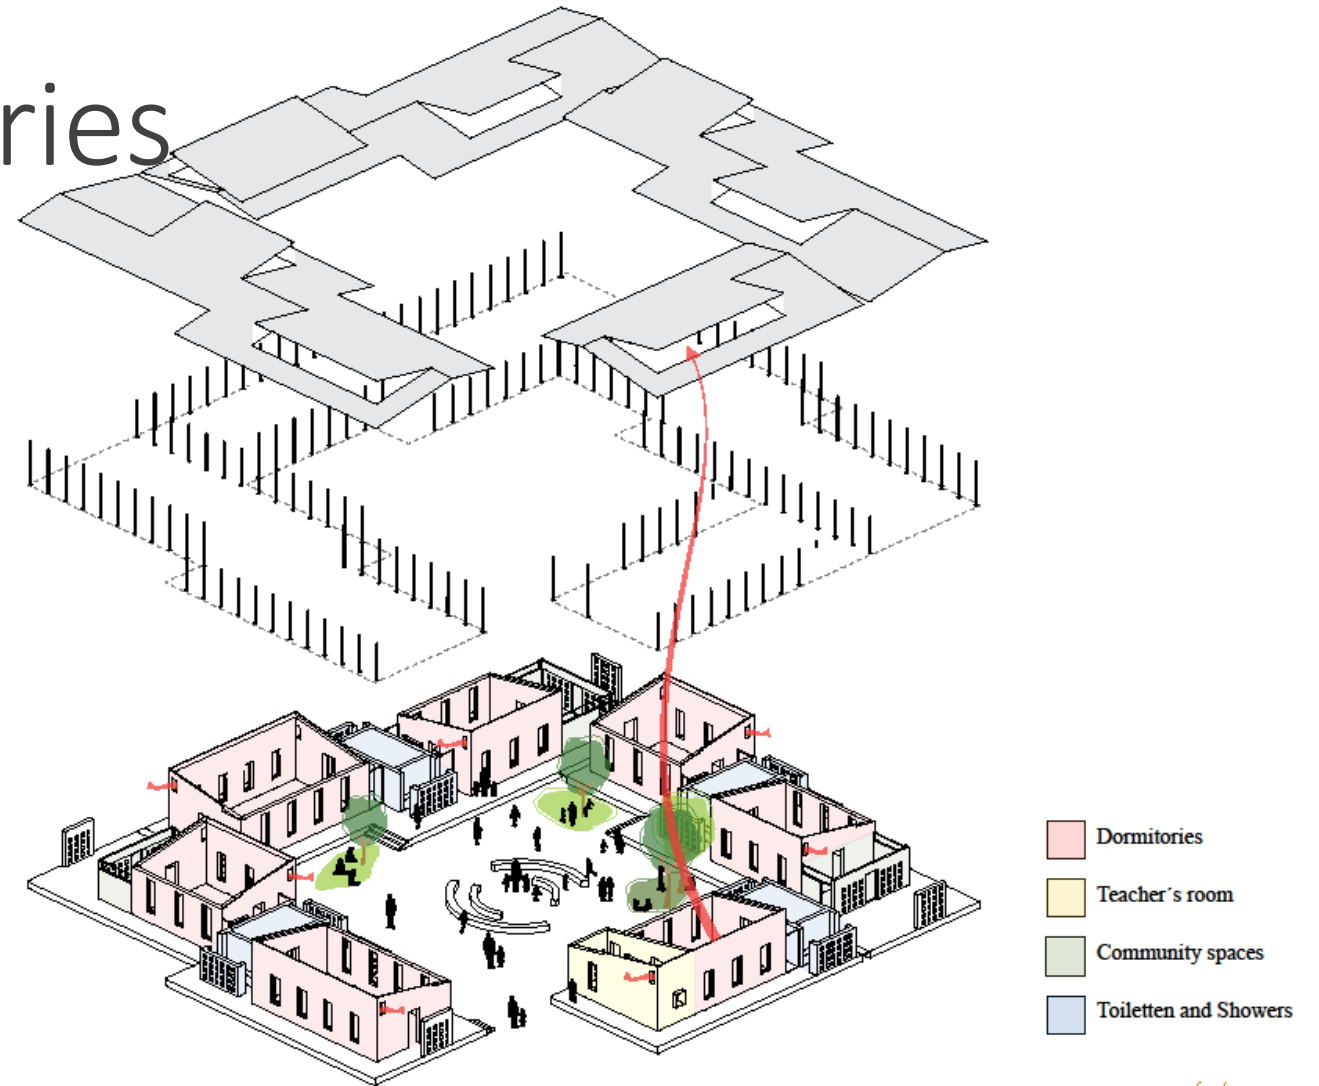 ries
Dormitories
Teacher´s room
Community spaces
Toiletten and Showers